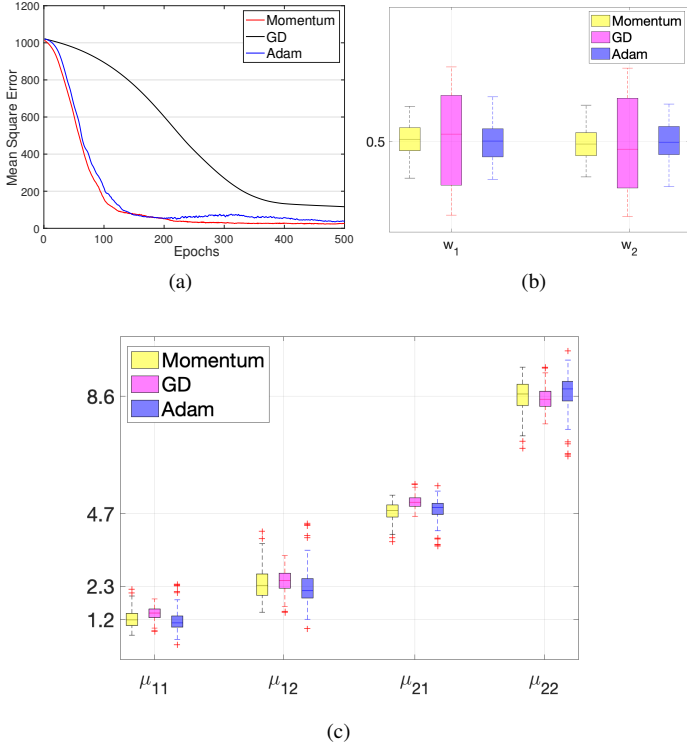 1200
1000
800
600
400
200
0
Mean Square Error
0 100 200 300 400 500
Epochs
Momentum
GD
Adam
(a)
Momentum
GD
Adam
0.5
w1 w2
(b)
Momentum
GD
Adam
8.6
4.7
2.3
1.2
μ11 μ12 μ21 μ22
(c)